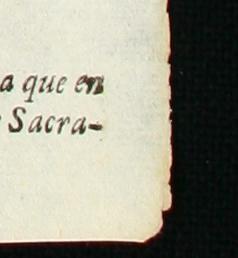 a que en
Sacra-